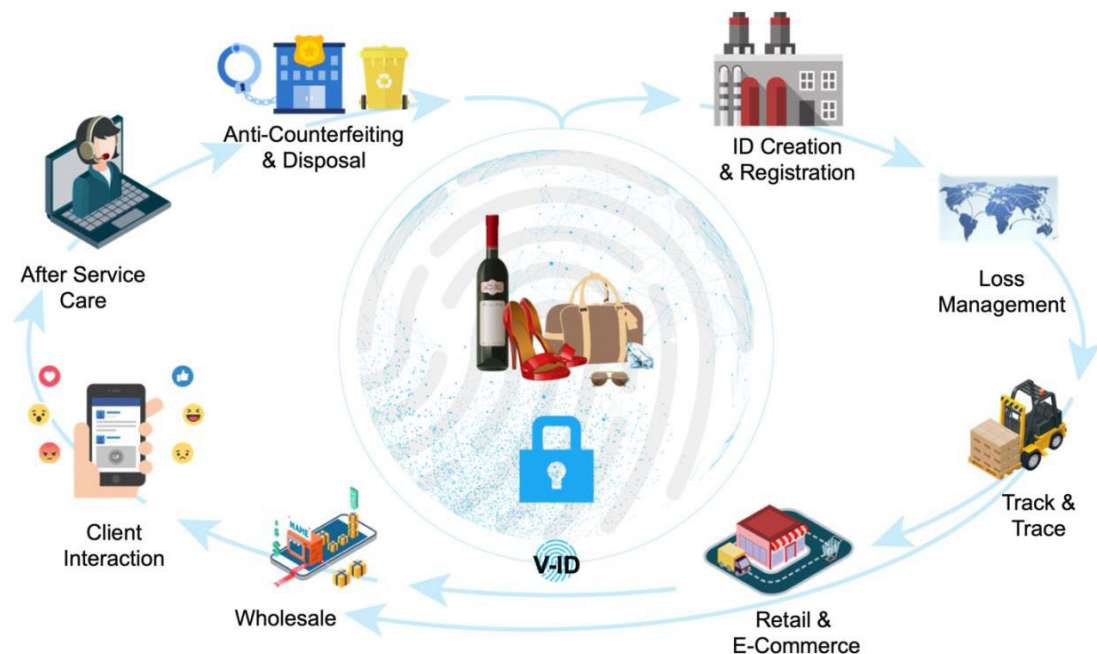 Anti-Counterfeiting
& Disposal
ID Creation
& Registration
After Service
Care
Loss
Management
Track &
Trace
Client
Interaction
NAME
V-ID
Wholesale
Retail &
E-Commerce